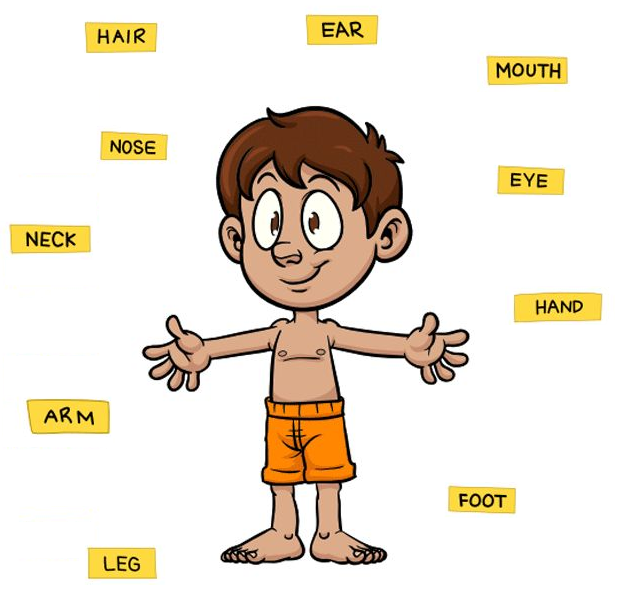 HAIR
EAR
MOUTH
NOSE
EYE
NECK
HAND
ARM
FOOT
LEG